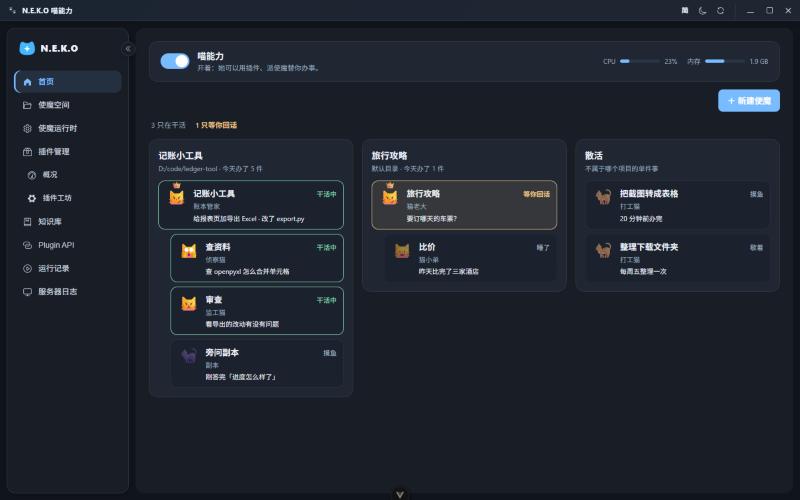 N.E.K.O 喵能力
N.E.K.O
首页
使魔空间
使魔运行时
插件管理
概况
插件工坊
知识库
Plugin API
运行记录
服务器日志
喵能力
开着：她可以用插件、派使魔替你办事。
CPU 23% 内存 1.9 GB
+ 新建使魔
3 只在干活 1 只等你回话
记账小工具
D:/code/ledger-tool · 今天办了 5 件
记账小工具 干活中
账本管家
给报表页加导出 Excel · 改了 export.py
查资料 干活中
侦察猫
查 openpyxl 怎么合并单元格
审查 干活中
监工猫
看导出的改动有没有问题
旁问副本 摸鱼
副本
刚答完「进度怎么样了」
旅行攻略
默认目录 · 今天办了 1 件
旅行攻略 等你回话
猫老大
要订哪天的车票？
比价 睡了
猫小弟
昨天比完了三家酒店
散活
不属于哪个项目的单件事
把截图转成表格 摸鱼
打工猫
20 分钟前办完
整理下载文件夹 歇着
打工猫
每周五整理一次